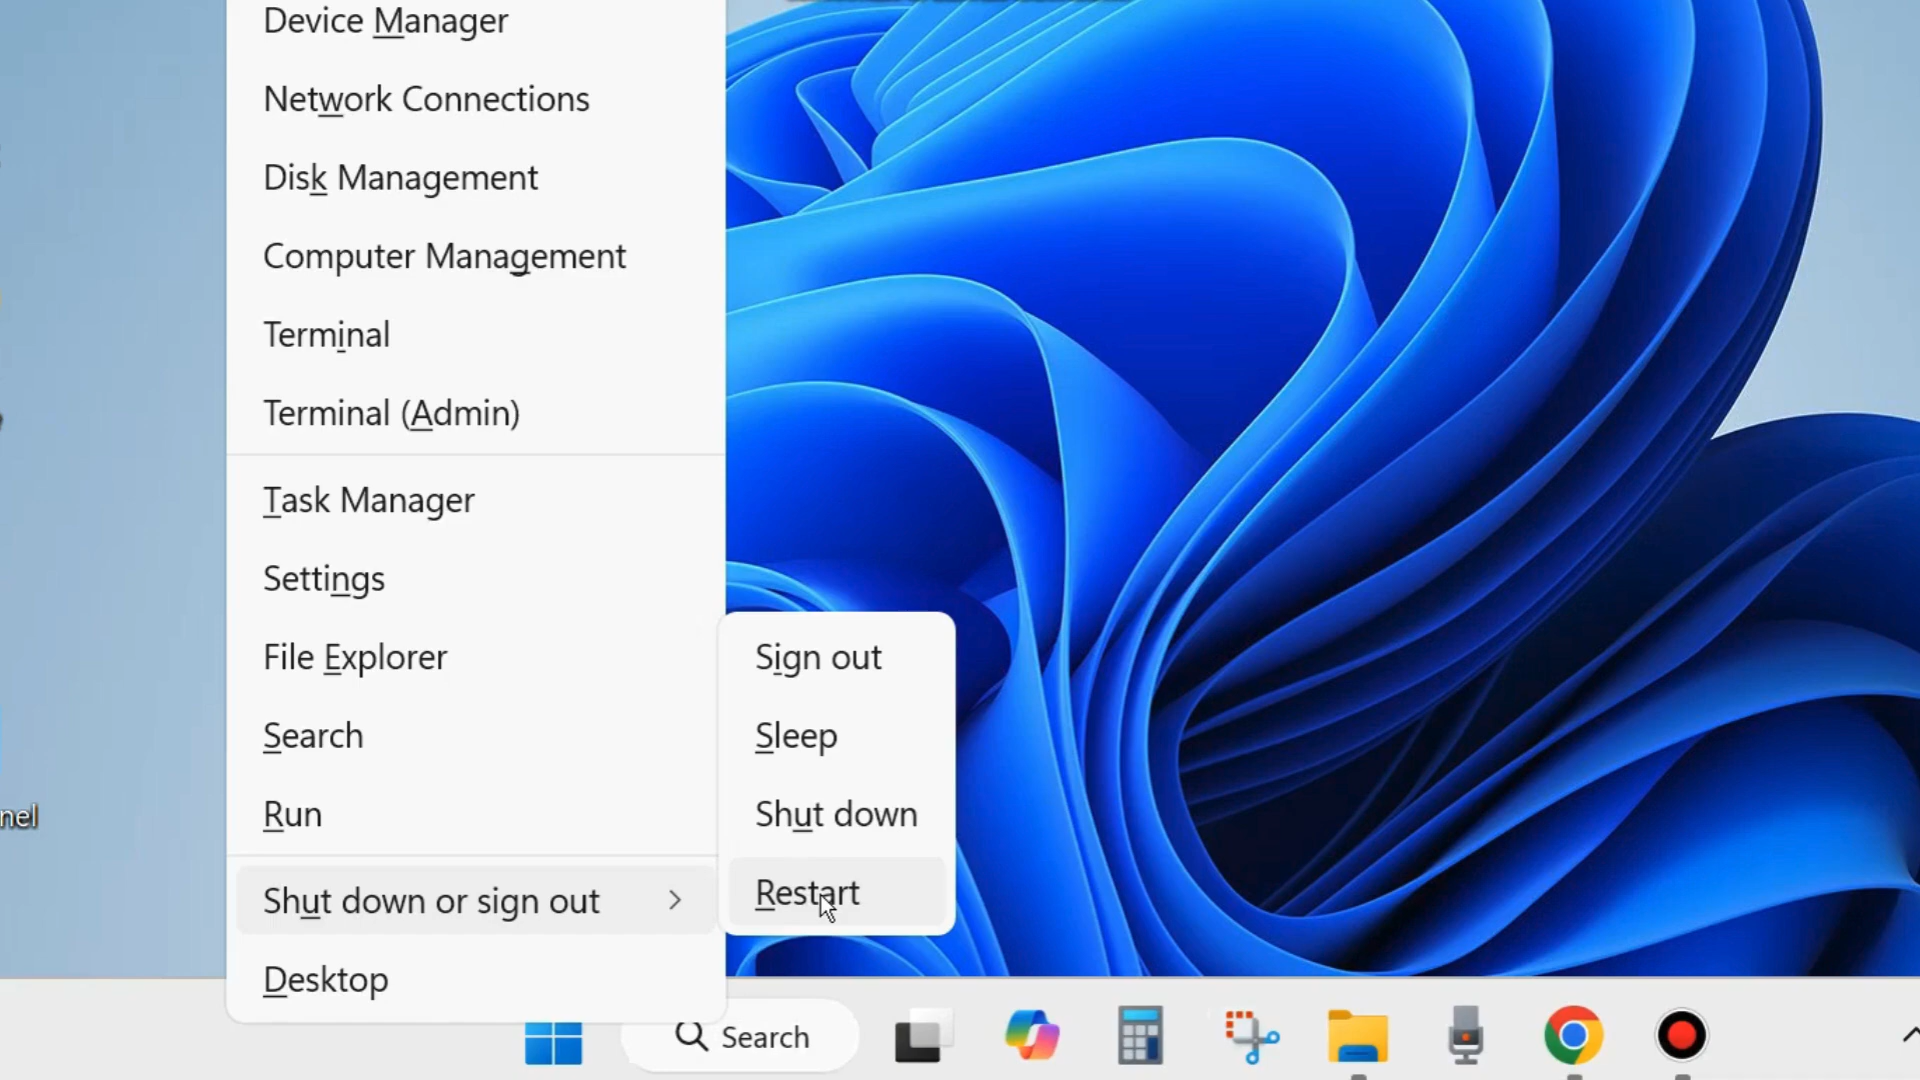 Device Manager
Network Connections
Disk Management
Computer Management
Terminal
Terminal (Admin)
Task Manager
Settings
File Explorer
Search
Run
Shut down or sign out
Desktop
Sign out
Sleep
Shut down
Restart
nel
Search